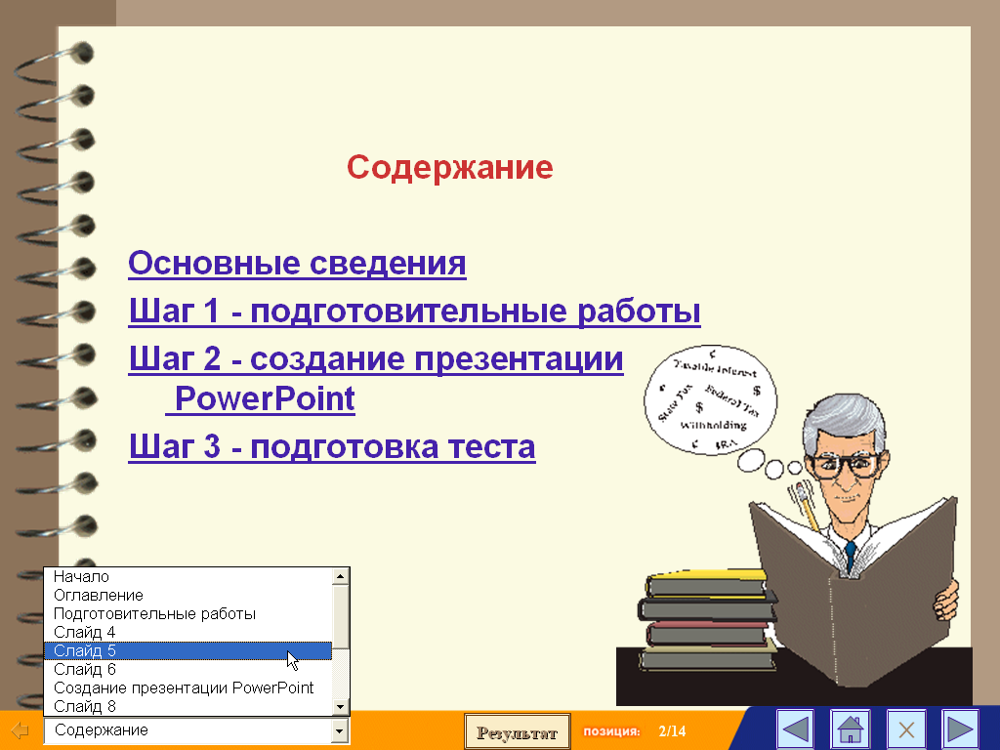 Содержание
Основные сведения
Шаг 1 - подготовительные работы
Шаг 2 - создание презентации
PowerPoint
Шаг 3 - подготовка теста
¢
Taxable Interest
¢ $
State Tax Federal Tax
$
Withholding
¢ IRA
Начало
Оглавление
Подготовительные работы
Слайд 4
Слайд 5
Слайд 6
Создание презентации PowerPoint
Слайд 8
Содержание
Результат
позиция: 2/14